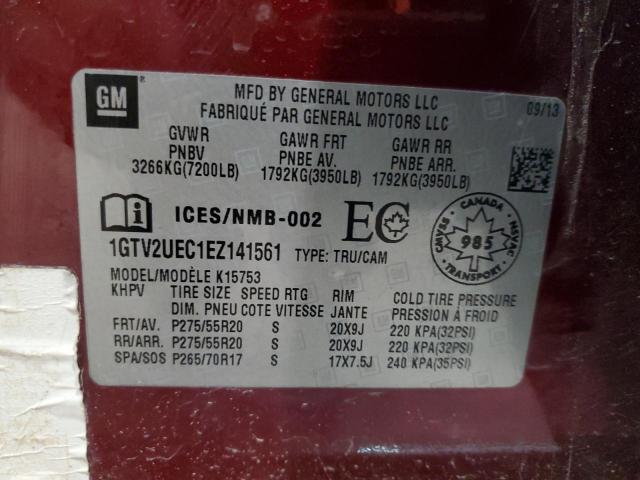 GM
MFD BY GENERAL MOTORS LLC
FABRIQUÉ PAR GENERAL MOTORS LLC
09/13
GVWR GAWR FRT GAWR RR
PNBV PNBE AV. PNBE ARR.
3266KG(7200LB) 1792KG(3950LB) 1792KG(3950LB)
ICES/NMB-002 EC
CANADA
SVAC NSVAC
985
TRANSPORT
1GTV2UEC1EZ141561 TYPE: TRU/CAM
MODEL/MODÈLE K15753
KHPV TIRE SIZE SPEED RTG RIM COLD TIRE PRESSURE
DIM. PNEU COTE VITESSE JANTE PRESSION À FROID
FRT/AV. P275/55R20 S 20X9J 220 KPA(32PSI)
RR/ARR. P275/55R20 S 20X9J 220 KPA(32PSI)
SPA/SOS P265/70R17 S 17X7.5J 240 KPA(35PSI)